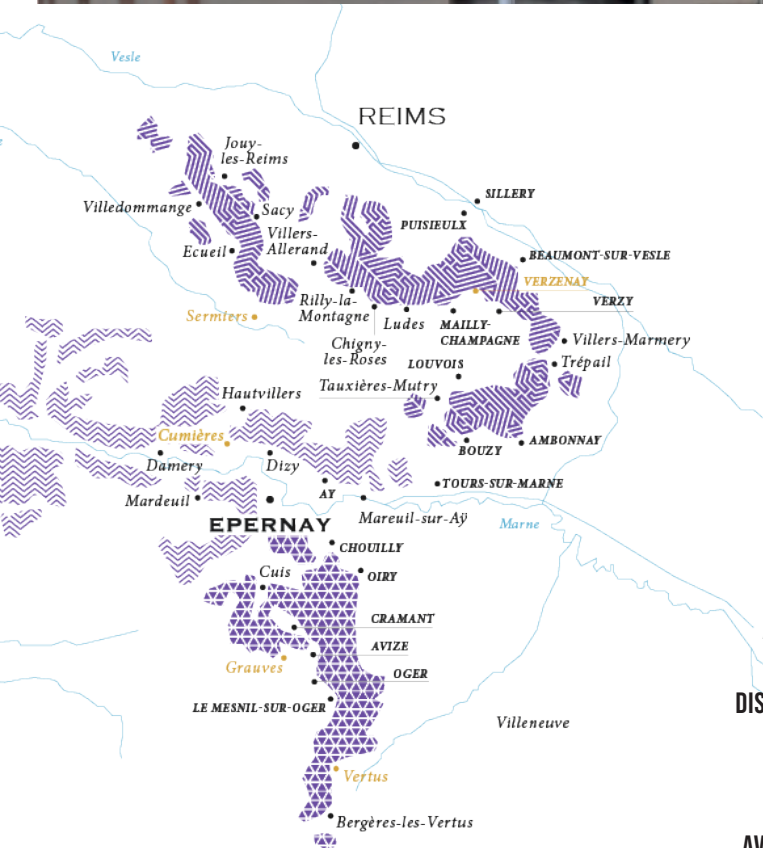 Vesle
REIMS
Jouy-
les-Reims
SILLERY
Villedommange
Sacy
PUISIEULX
Villers-
Allerand
Ecueil
BEAUMONT-SUR-VESLE
VERZENAY
Rilly-la-
Montagne
VERZY
Sermiers
Ludes
MAILLY-
CHAMPAGNE
Villers-Marmery
Chigny-
les-Roses
LOUVOIS
Trépail
Tauxières-Mutry
Hautvillers
Cumières
AMBONNAY
BOUZY
Damery
Dizy
TOURS-SUR-MARNE
AY
Mardeuil
Mareuil-sur-Aÿ
Marne
EPERNAY
CHOUILLY
Cuis
OIRY
CRAMANT
AVIZE
Grauves
OGER
LE MESNIL-SUR-OGER
DIS
Villeneuve
Vertus
Bergères-les-Vertus
AV